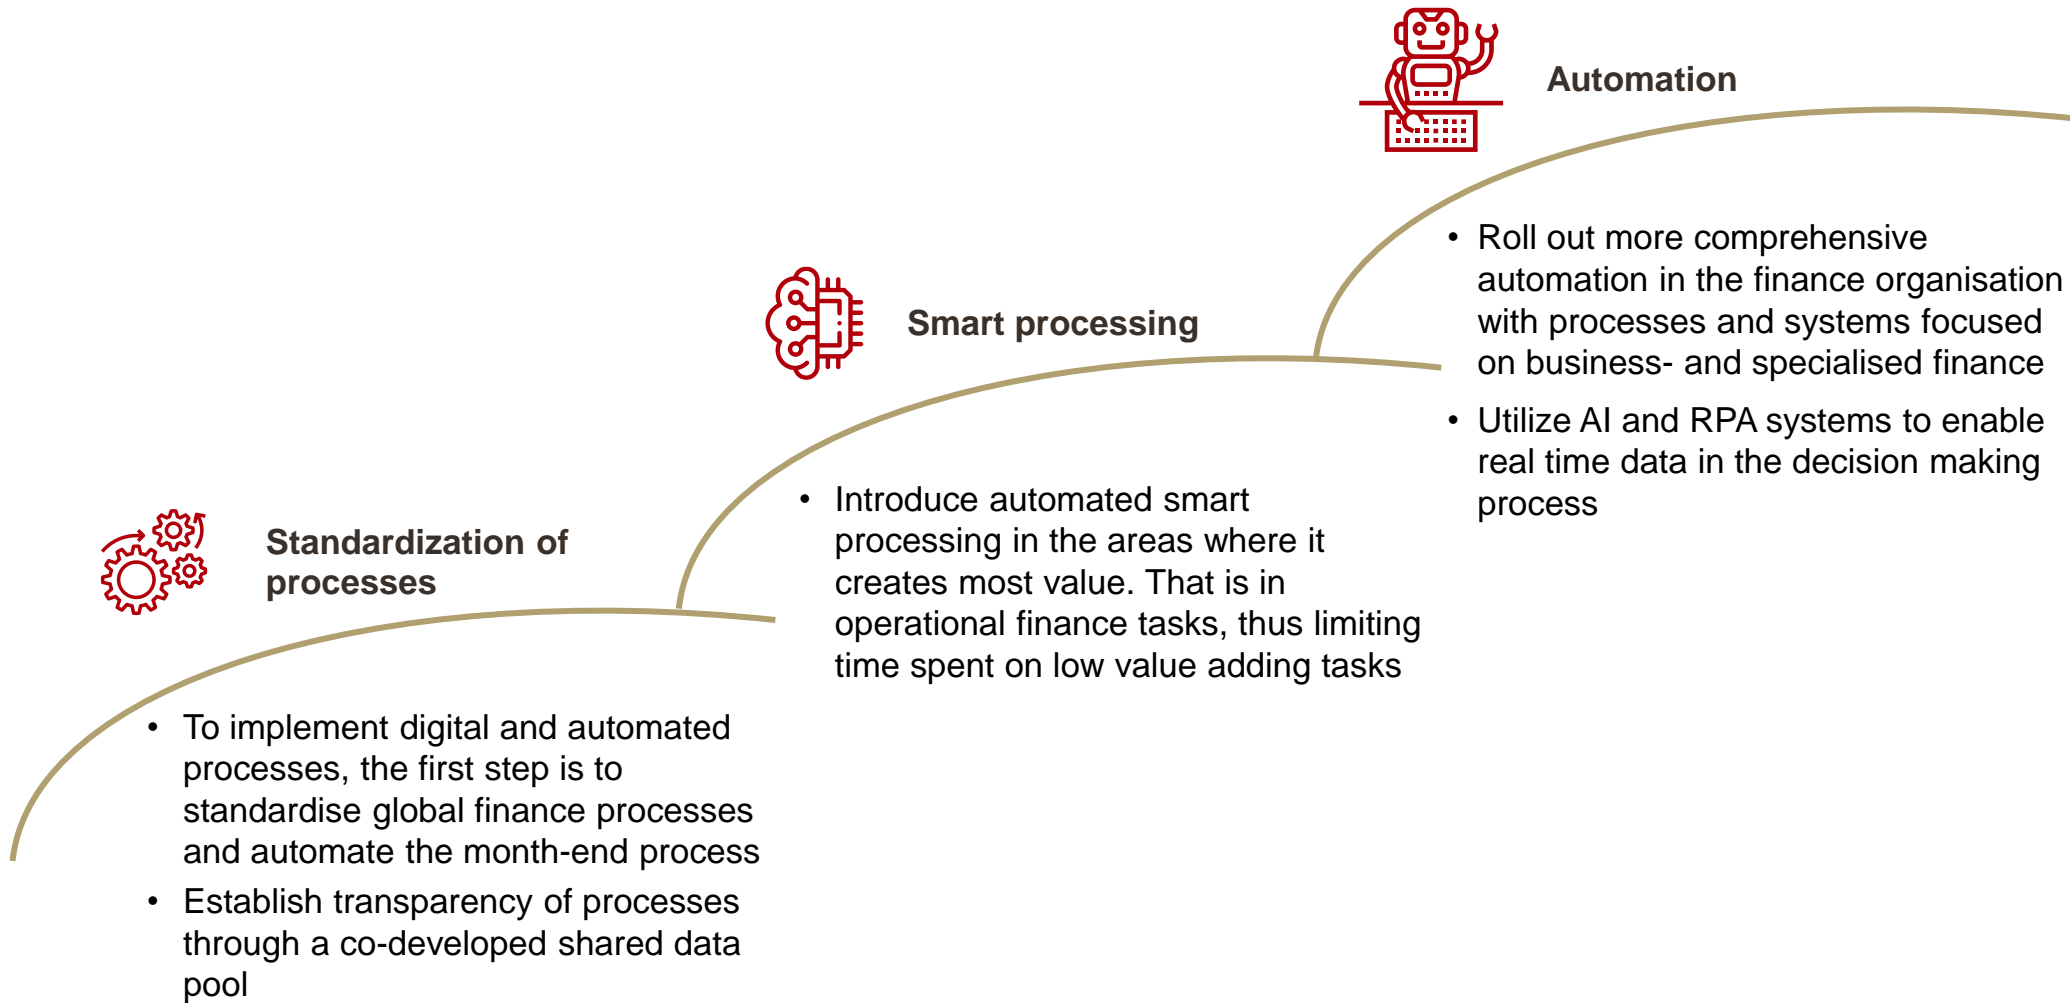 Automation
• Roll out more comprehensive
automation in the finance organisation
with processes and systems focused
on business- and specialised finance
• Utilize AI and RPA systems to enable
real time data in the decision making
process
Smart processing
• Introduce automated smart
processing in the areas where it
creates most value. That is in
operational finance tasks, thus limiting
time spent on low value adding tasks
Standardization of
processes
• To implement digital and automated
processes, the first step is to
standardise global finance processes
and automate the month-end process
• Establish transparency of processes
through a co-developed shared data
pool